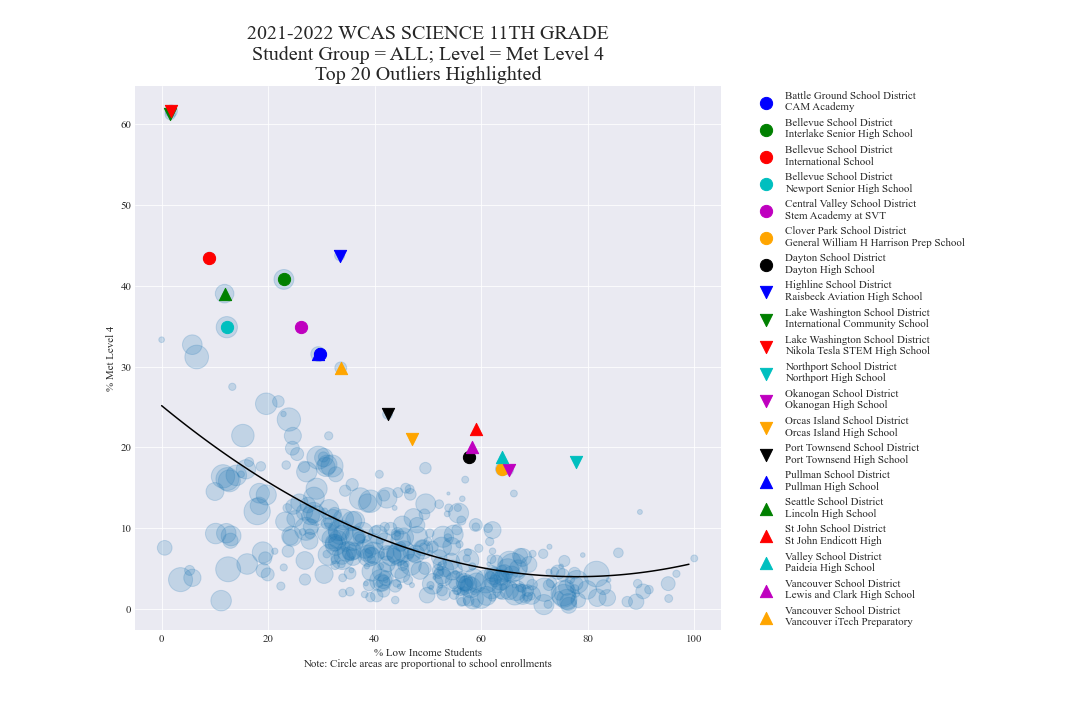 2021-2022 WCAS SCIENCE 11TH GRADE
Student Group = ALL; Level = Met Level 4
Top 20 Outliers Highlighted
% Met Level 4
60
50
40
30
20
10
0
0
20
40
60
80
100
% Low Income Students
Note: Circle areas are proportional to school enrollments
Battle Ground School District
CAM Academy
Bellevue School District
Interlake Senior High School
Bellevue School District
International School
Bellevue School District
Newport Senior High School
Central Valley School District
Stem Academy at SVT
Clover Park School District
General William H Harrison Prep School
Dayton School District
Dayton High School
Highline School District
Raisbeck Aviation High School
Lake Washington School District
International Community School
Lake Washington School District
Nikola Tesla STEM High School
Northport School District
Northport High School
Okanogan School District
Okanogan High School
Orcas Island School District
Orcas Island High School
Port Townsend School District
Port Townsend High School
Pullman School District
Pullman High School
Seattle School District
Lincoln High School
St John School District
St John Endicott High
Valley School District
Paideia High School
Vancouver School District
Lewis and Clark High School
Vancouver School District
Vancouver iTech Preparatory